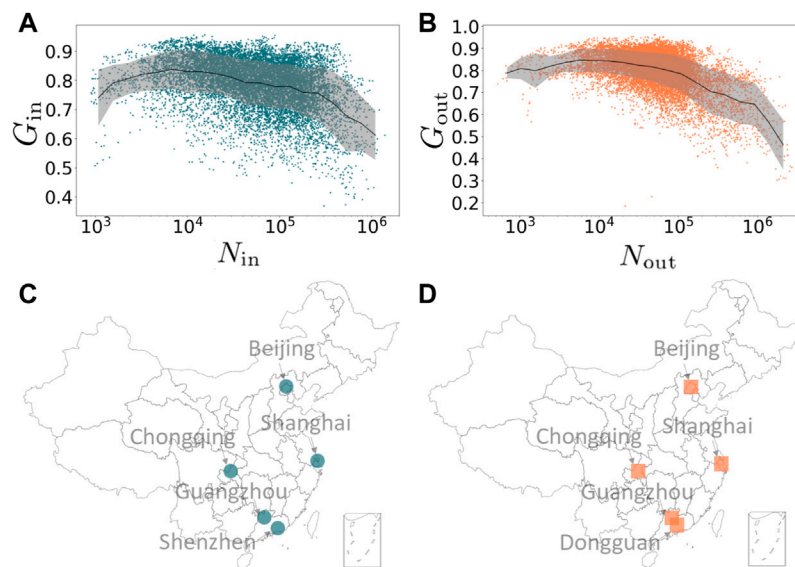 A
B
0.9
0.8
0.7
0.6
0.5
0.4
G_in
10^3
10^4
10^5
10^6
N_in
1.0
0.9
0.8
0.7
0.6
0.5
0.4
0.3
0.2
G_out
10^3
10^4
10^5
10^6
N_out
C
Beijing
Shanghai
Chongqing
Guangzhou
Shenzhen
D
Beijing
Shanghai
Chongqing
Guangzhou
Dongguan